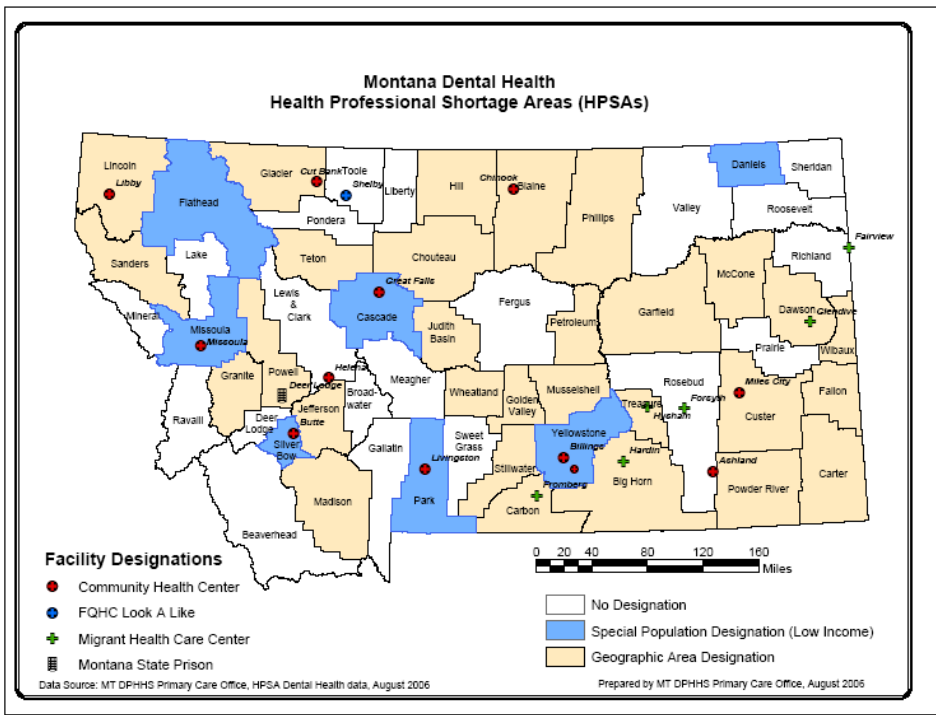 Montana Dental Health
Health Professional Shortage Areas (HPSAs)
Lincoln
Libby
Flathead
Glacier
Cut Bank
Toole
Shelby
Liberty
Hill
Chinook
Blaine
Phillips
Valley
Daniels
Sheridan
Roosevelt
Pondera
Fairview
Richland
Lake
Sanders
Teton
Chouteau
McCone
Great Falls
Lewis
&
Clark
Cascade
Fergus
Garfield
Dawson
Glendive
Mineral
Missoula
Missoula
Judith
Basin
Petroleum
Prairie
Wibaux
Granite
Powell
Helena
Deer Lodge
Broad-
water
Meagher
Wheatland
Golden
Valley
Musselshell
Rosebud
Treasure
Forsyth
Hysham
Miles City
Custer
Fallon
Ravalli
Deer
Lodge
Jefferson
Butte
Silver
Bow
Gallatin
Sweet
Grass
Yellowstone
Billings
Livingston
Stillwater
Hardin
Ashland
Big Horn
Carter
Powder River
Fromberg
Carbon
Park
Madison
Beaverhead
Facility Designations
Community Health Center
FQHC Look A Like
Migrant Health Care Center
Montana State Prison
0 20 40 80 120 160
Miles
No Designation
Special Population Designation (Low Income)
Geographic Area Designation
Data Source: MT DPHHS Primary Care Office, HPSA Dental Health data, August 2006
Prepared by MT DPHHS Primary Care Office, August 2006